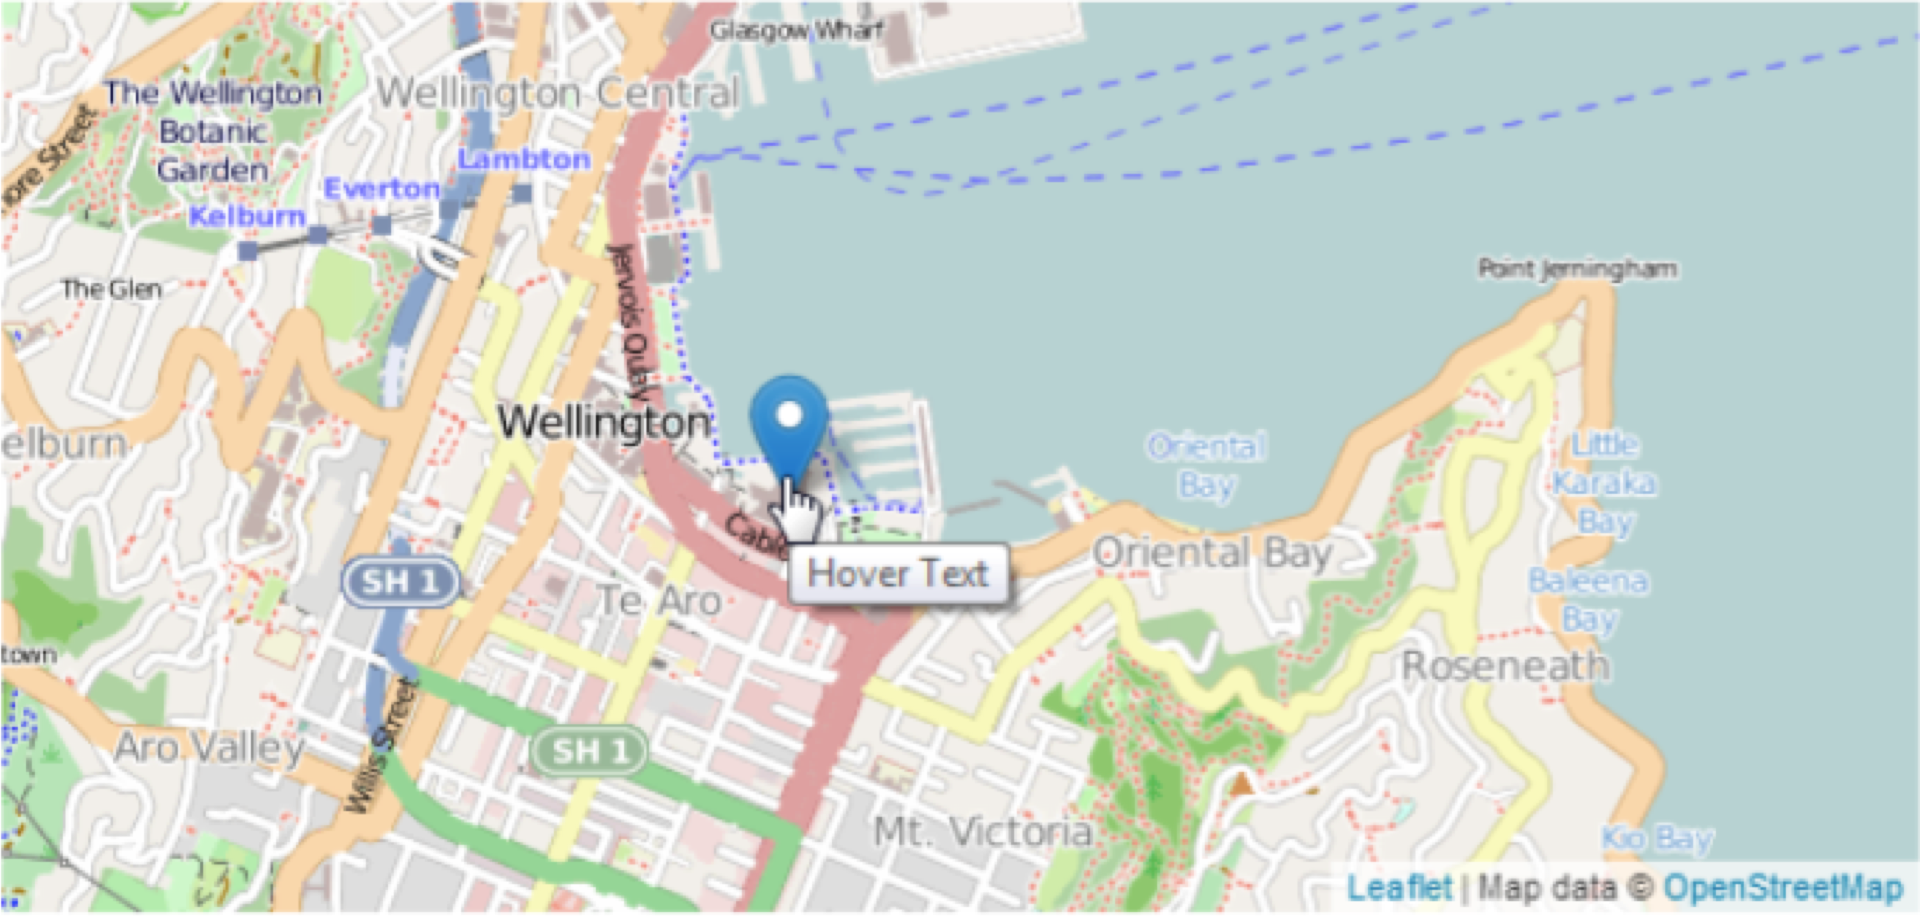 Glasgow Wharf
The Wellington
Botanic
Garden
Wellington Central
Lambton
Everton
Kelburn
The Glen
Jervois Quay
Point Jerningham
Wellington
elburn
Oriental
Bay
Little
Karaka
Bay
Cable
Hover Text
Oriental Bay
SH 1
Te Aro
Baleena
Bay
town
Roseneath
Willis Street
Aro Valley
SH 1
Mt. Victoria
Kio Bay
Leaflet | Map data © OpenStreetMap